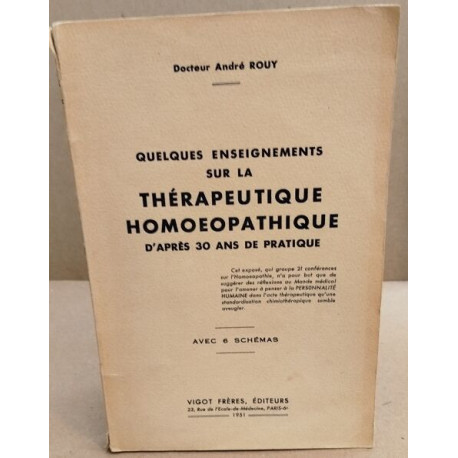 Docteur André ROUY
QUELQUES ENSEIGNEMENTS
SUR LA
THÉRAPEUTIQUE
HOMOEOPATHIQUE
D'APRÈS 30 ANS DE PRATIQUE
Cet exposé, qui groupe 21 conférences
sur l'Homœopathie, n'a pour but que de
suggérer des réflexions au Monde médical
pour l'amener à penser à la PERSONNALITÉ
HUMAINE dans l'acte thérapeutique qu'une
standardisation chimiothérapique semble
aveugler.
AVEC 6 SCHÉMAS
VIGOT FRÈRES, ÉDITEURS
23, Rue de l'Ecole-de-Médecine, PARIS-6e
1951